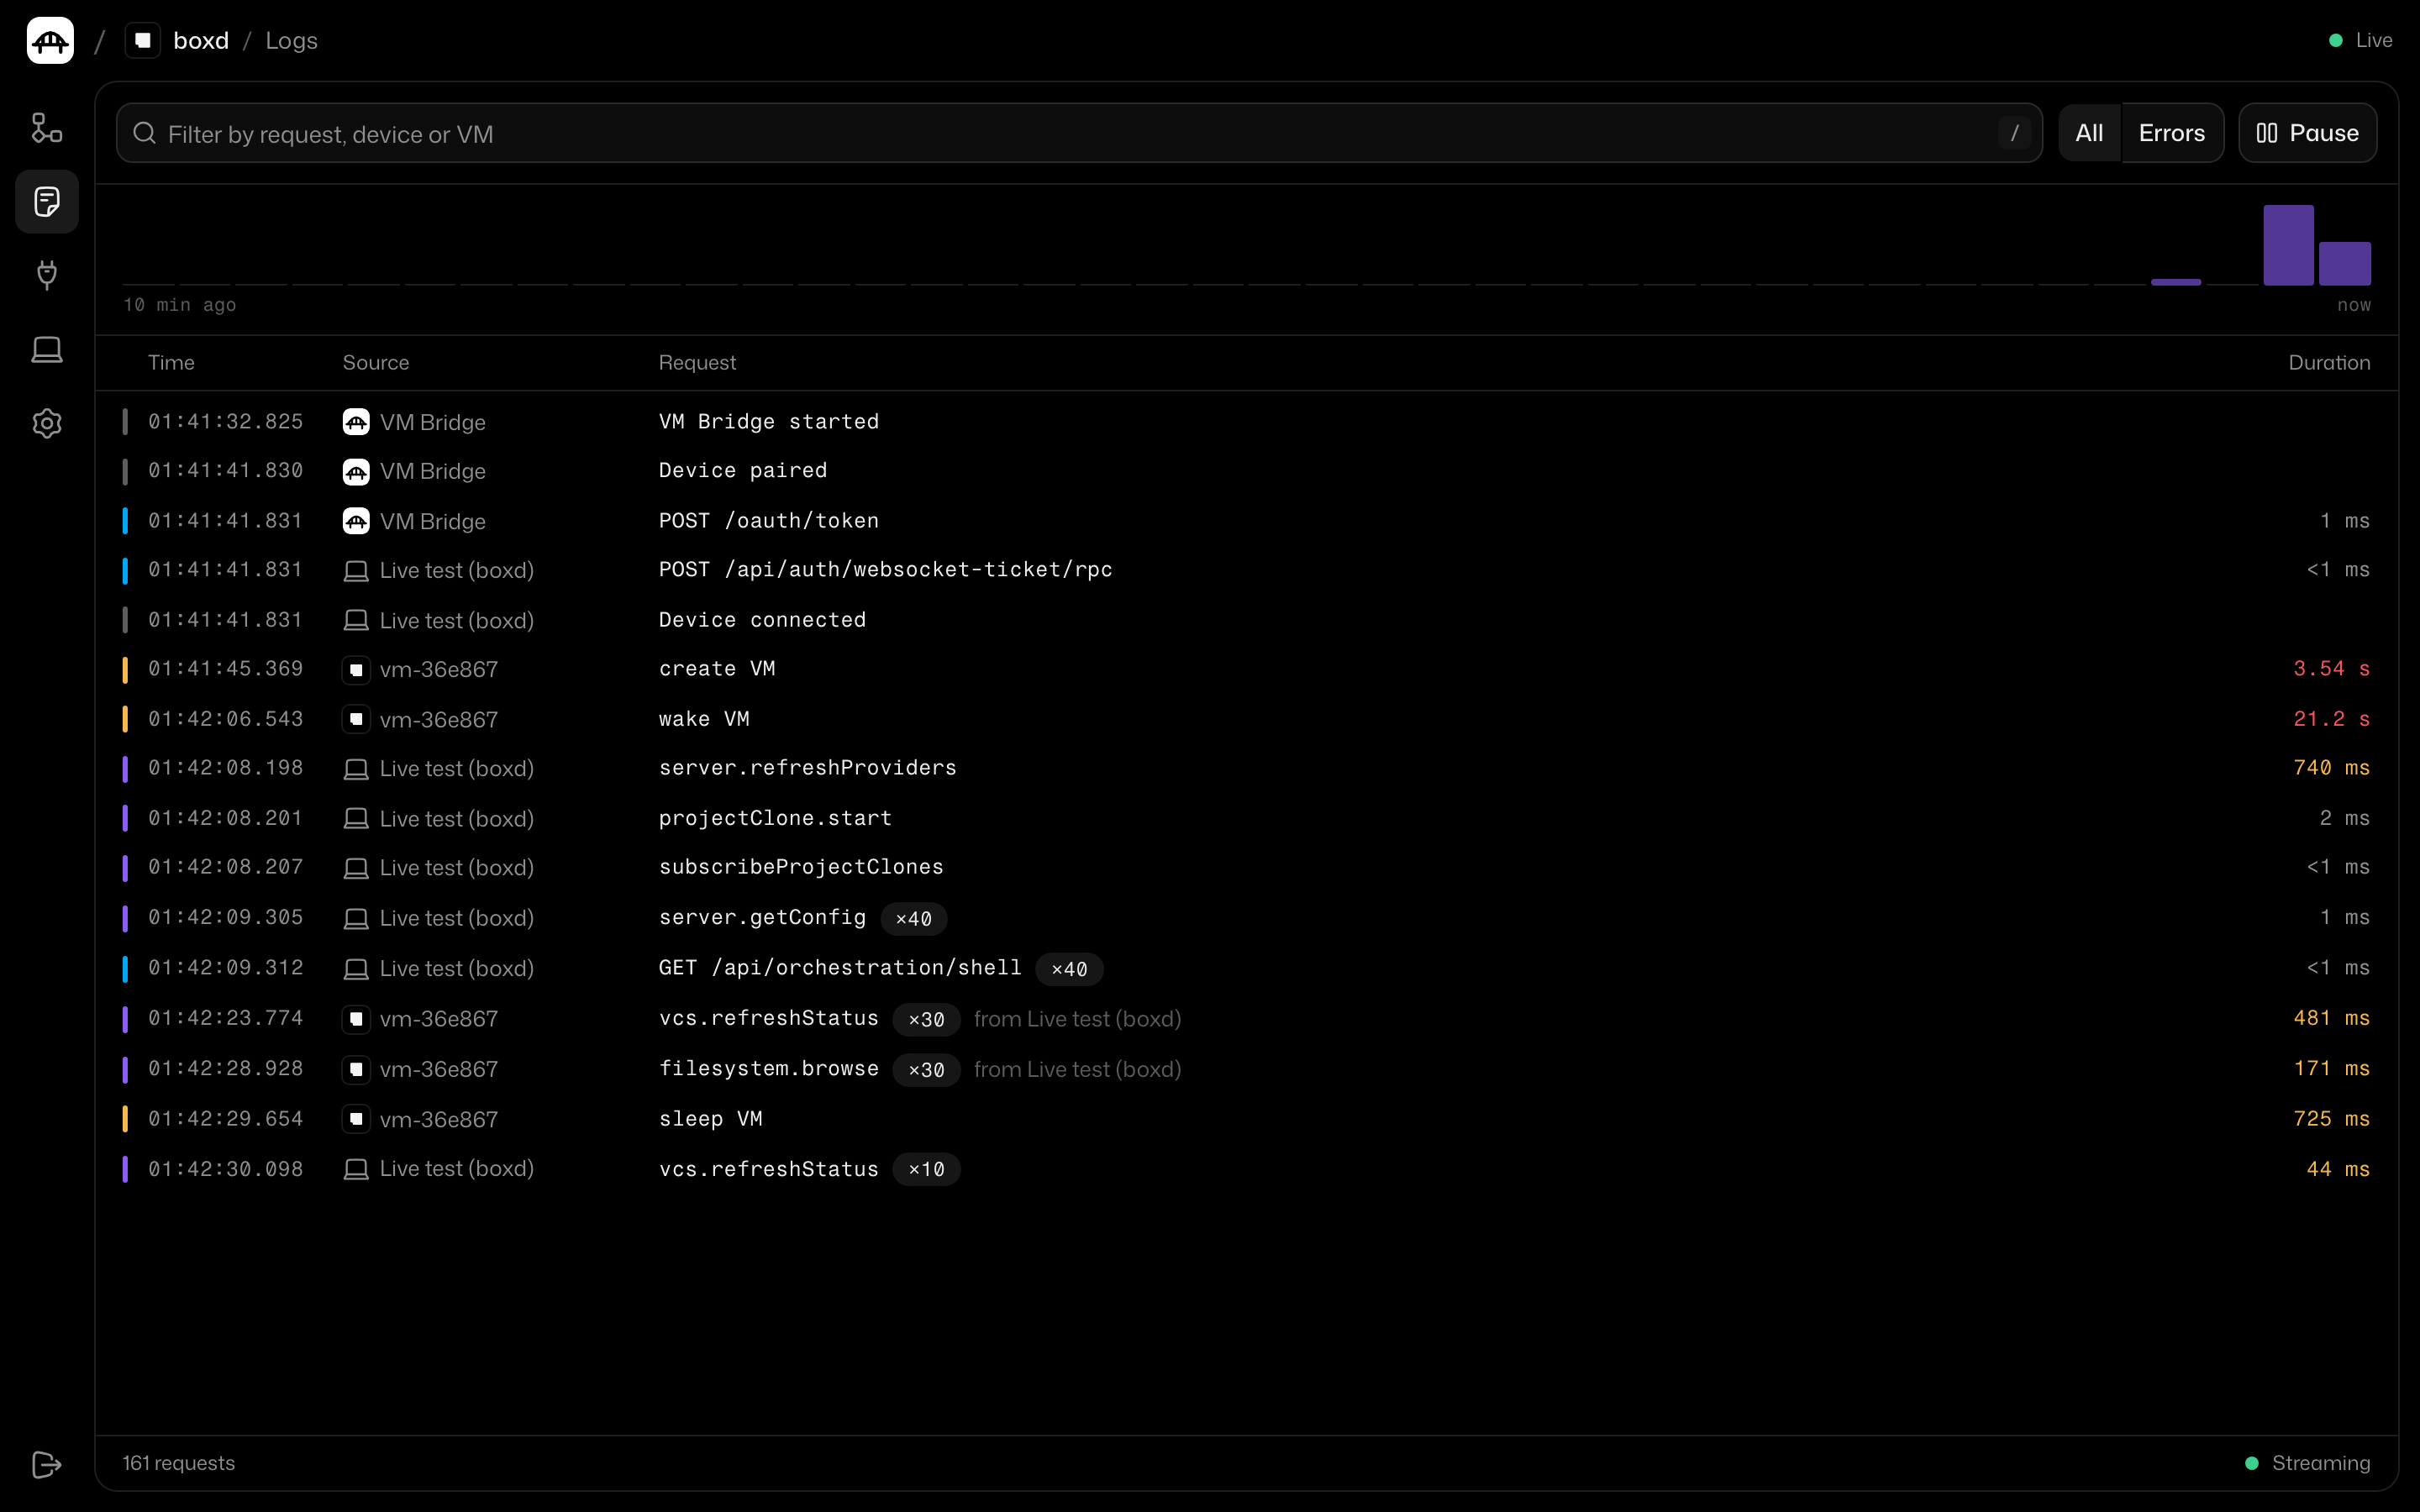 / boxd / Logs Live
Filter by request, device or VM / All Errors Pause
10 min ago now
Time Source Request Duration
01:41:32.825 VM Bridge VM Bridge started
01:41:41.830 VM Bridge Device paired
01:41:41.831 VM Bridge POST /oauth/token 1 ms
01:41:41.831 Live test (boxd) POST /api/auth/websocket-ticket/rpc <1 ms
01:41:41.831 Live test (boxd) Device connected
01:41:45.369 vm-36e867 create VM 3.54 s
01:42:06.543 vm-36e867 wake VM 21.2 s
01:42:08.198 Live test (boxd) server.refreshProviders 740 ms
01:42:08.201 Live test (boxd) projectClone.start 2 ms
01:42:08.207 Live test (boxd) subscribeProjectClones <1 ms
01:42:09.305 Live test (boxd) server.getConfig ×40 1 ms
01:42:09.312 Live test (boxd) GET /api/orchestration/shell ×40 <1 ms
01:42:23.774 vm-36e867 vcs.refreshStatus ×30 from Live test (boxd) 481 ms
01:42:28.928 vm-36e867 filesystem.browse ×30 from Live test (boxd) 171 ms
01:42:29.654 vm-36e867 sleep VM 725 ms
01:42:30.098 Live test (boxd) vcs.refreshStatus ×10 44 ms
161 requests Streaming